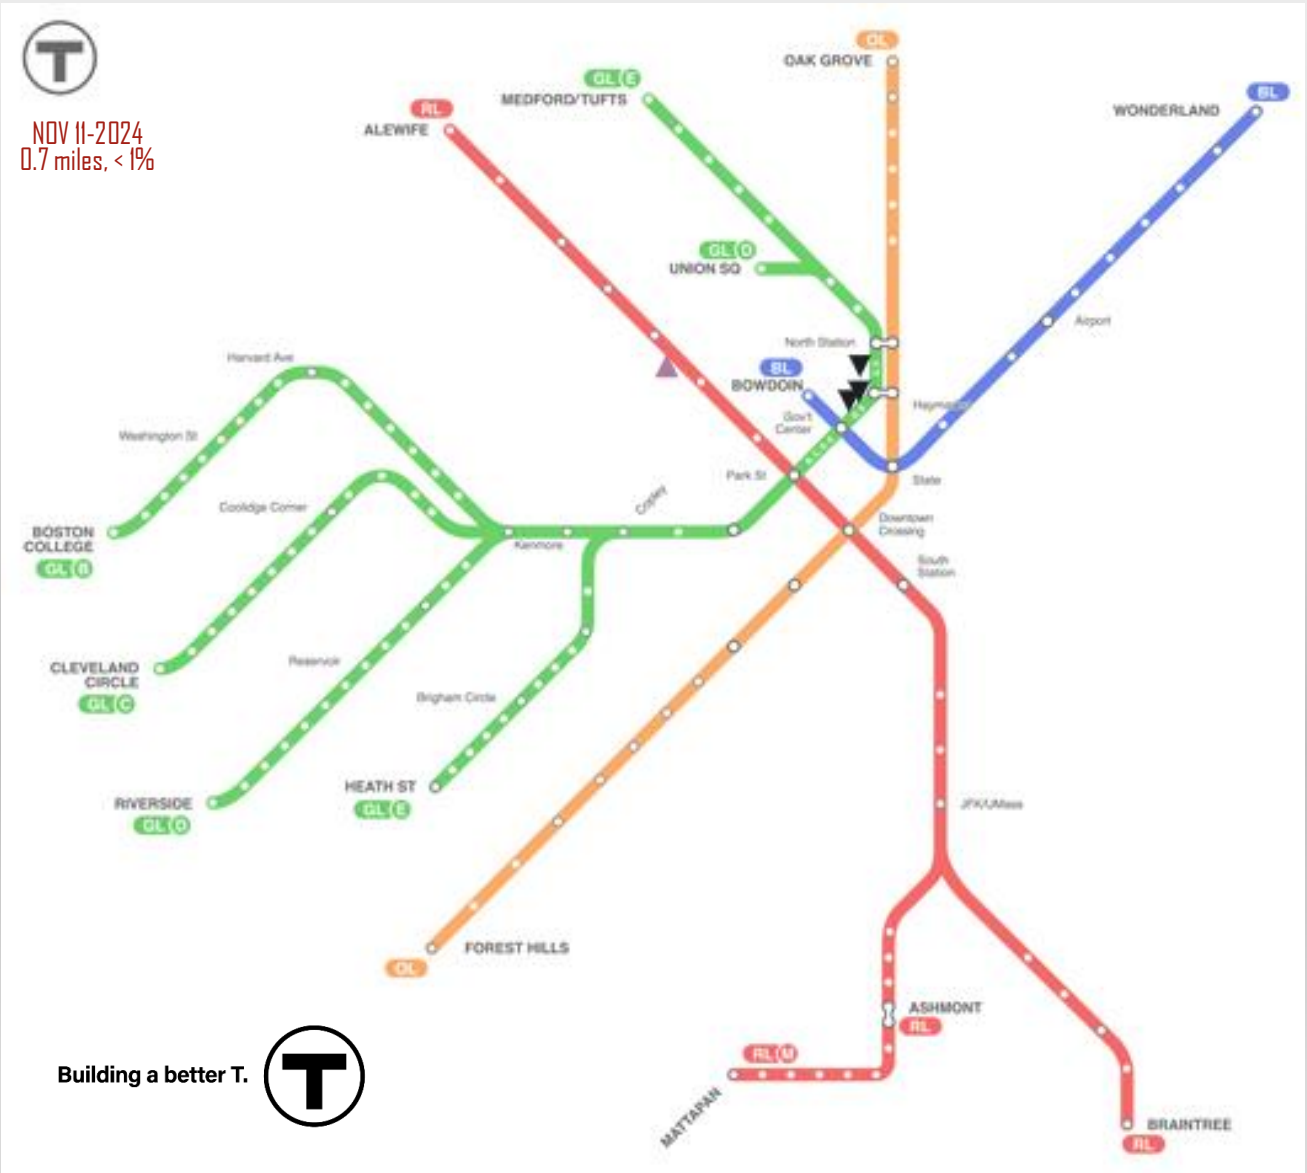 T
NOV 11-2024
0.7 miles, < 1%
OL
OAK GROVE
GL E
MEDFORD/TUFTS
BL
WONDERLAND
RL
ALEWIFE
GL D
UNION SQ
Airport
North Station
BL
BOWDOIN
Harvard Ave
Gov't
Center
Washington St
Park St
State
Coolidge Corner
Copley
Downtown
Crossing
BOSTON
COLLEGE
GL B
Kenmore
South
Station
CLEVELAND
CIRCLE
GL C
Reservoir
Brigham Circle
HEATH ST
GL E
RIVERSIDE
GL D
JFK/UMass
FOREST HILLS
OL
ASHMONT
RL
RL M
MATTAPAN
BRAINTREE
RL
Building a better T.
T